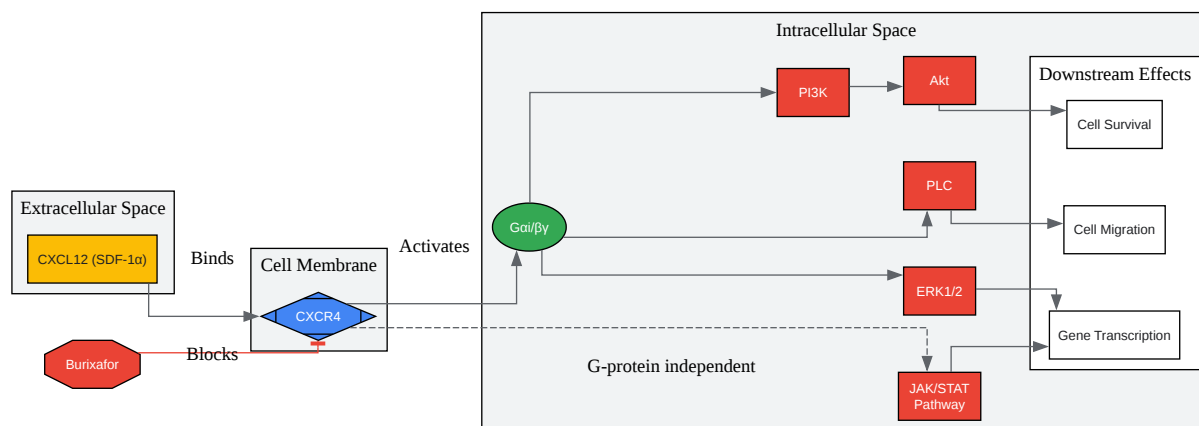 Intracellular Space
Akt
PI3K
Downstream Effects
Cell Survival
PLC
Extracellular Space
Cell Migration
Gαi/βγ
Activates
CXCL12 (SDF-1α)
Binds
Cell Membrane
ERK1/2
CXCR4
Gene Transcription
Blocks
Burixafor
G-protein independent
JAK/STAT
Pathway